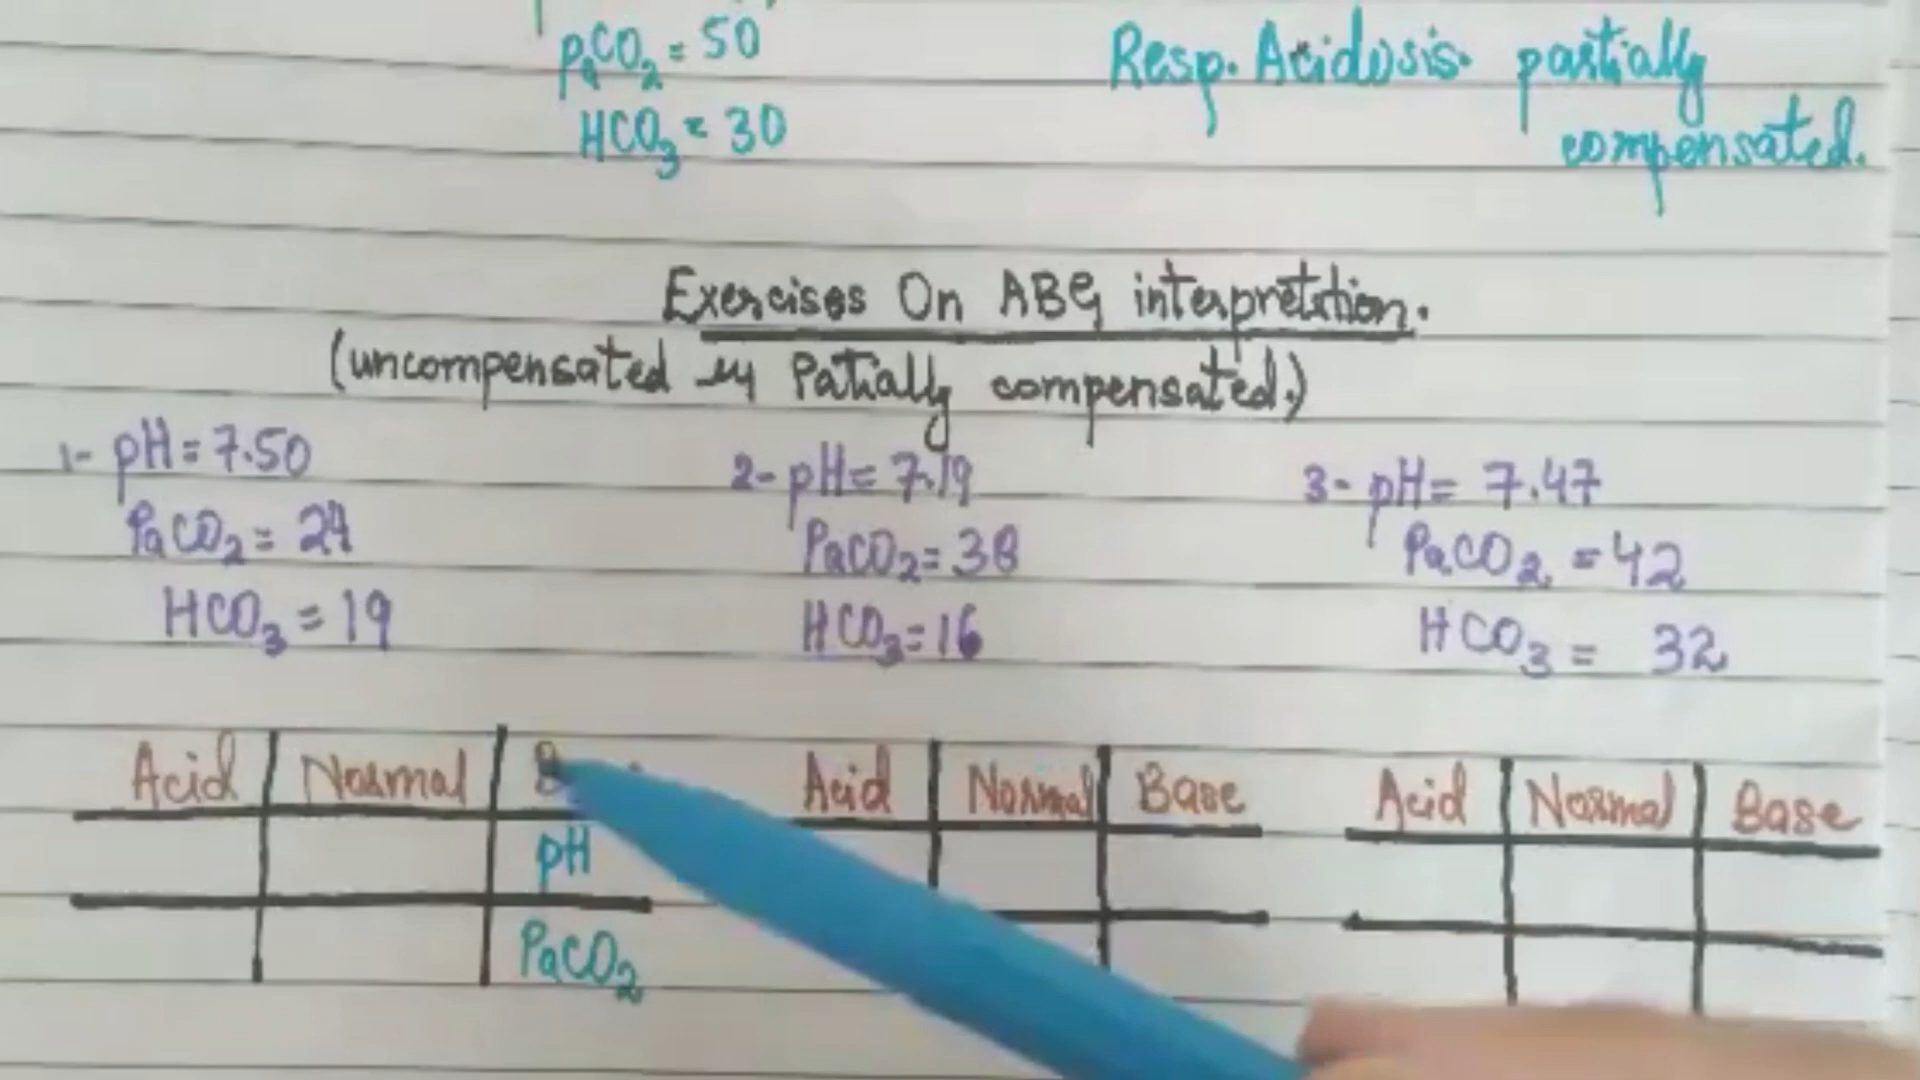 PaCO2 = 50
HCO3 = 30
Resp. Acidosis. partially
compensated.
Exercises On ABG interpretation.
(uncompensated Patially compensated.)
1- pH = 7.50
PaCO2 = 24
HCO3 = 19
2- pH = 7.19
PaCO2 = 38
HCO3 = 16
3- pH = 7.47
PaCO2 = 42
HCO3 = 32
Acid Normal
pH
PaCO2
Acid Normal Base
Acid Normal Base